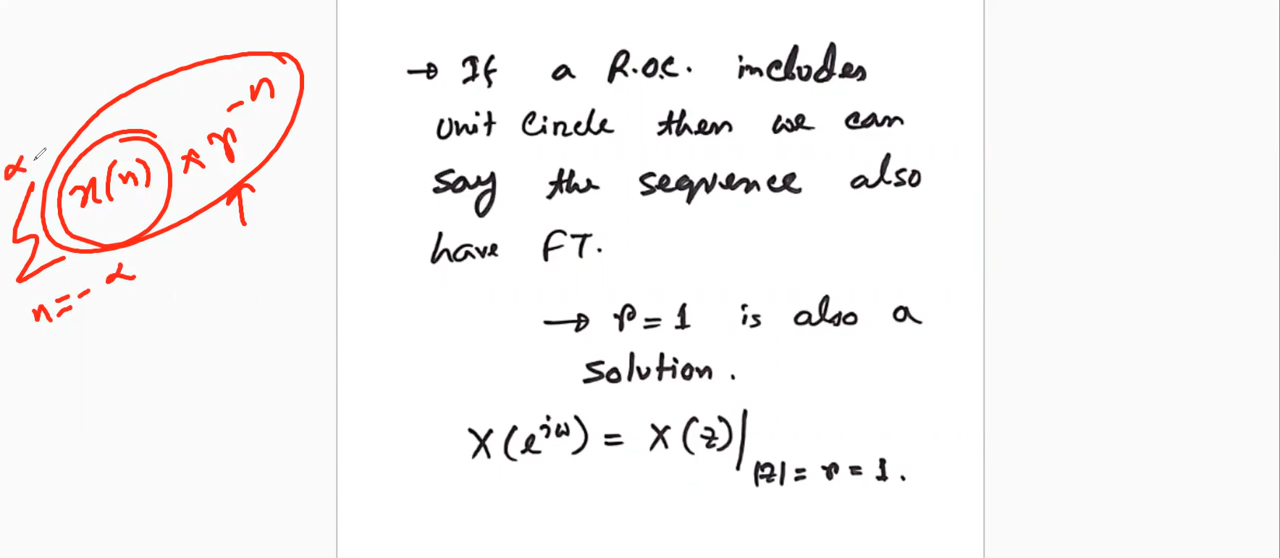 ∝
x(n) * r^-n
Σ
n=-∝
→ If a R.O.C. includes
Unit Circle then we can
say the sequence also
have FT.
→ r=1 is also a
solution.
X(e^jω) = X(z)|
|z| = r = 1.